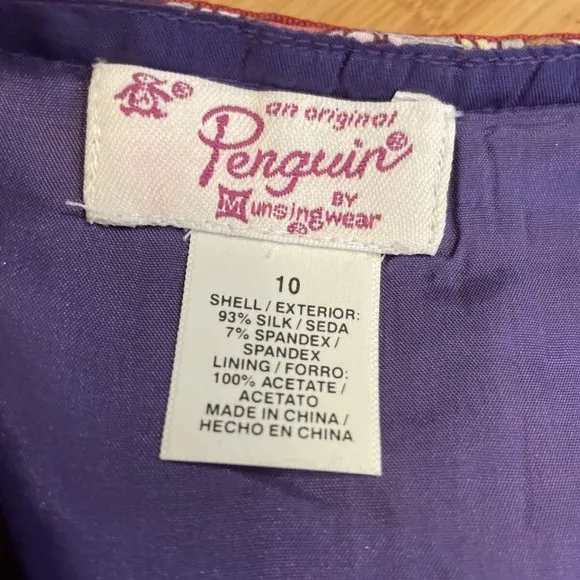 an original
Penguin®
BY
Munsingwear
®
10
SHELL / EXTERIOR:
93% SILK / SEDA
7% SPANDEX /
SPANDEX
LINING / FORRO:
100% ACETATE /
ACETATO
MADE IN CHINA /
HECHO EN CHINA